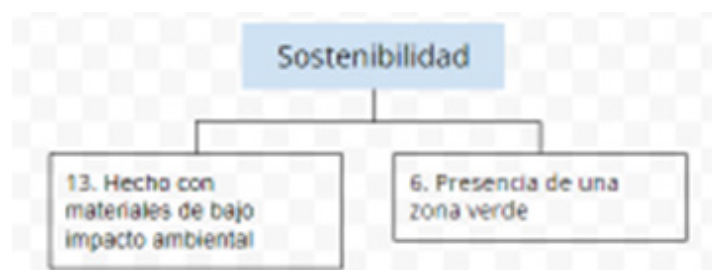 Sostenibilidad
13. Hecho con
materiales de bajo
impacto ambiental
6. Presencia de una
zona verde